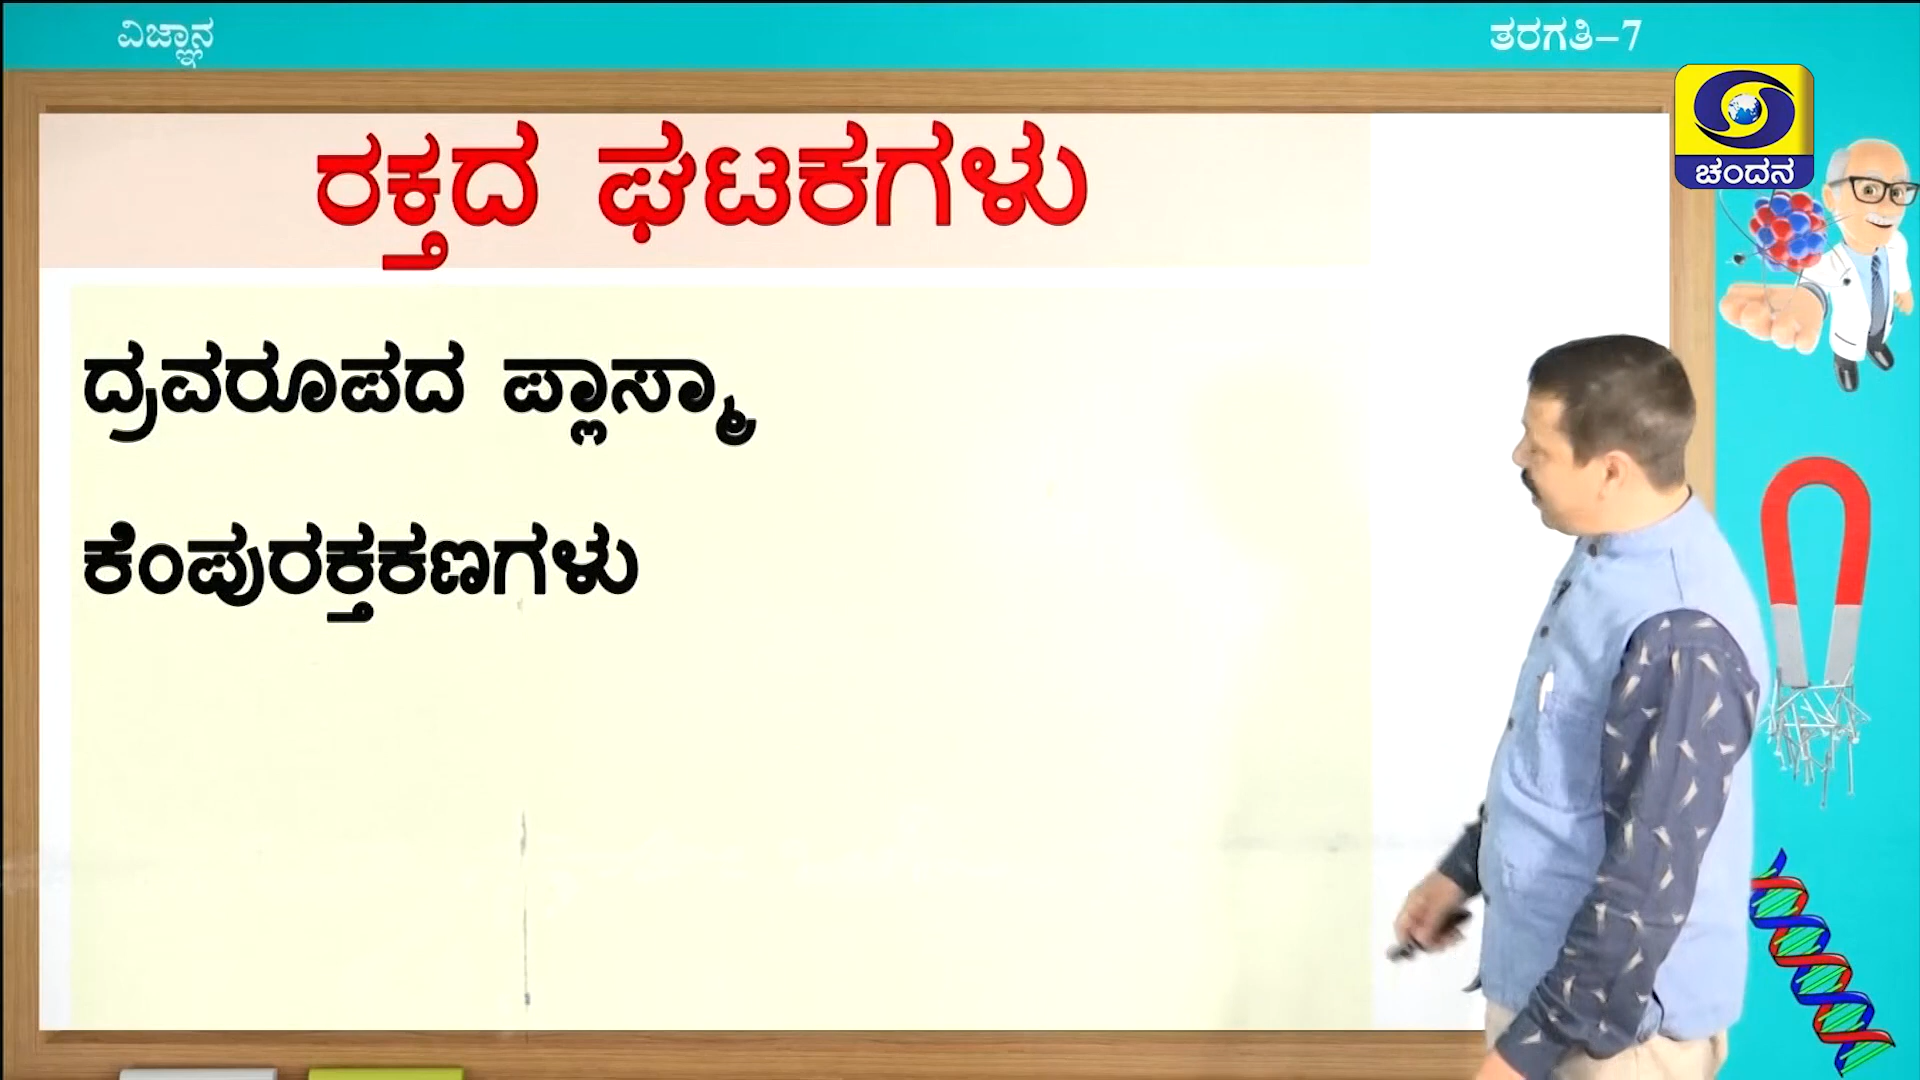 ವಿಜ್ಞಾನ
ತರಗತಿ-7
ಚಂದನ
ರಕ್ತದ ಘಟಕಗಳು
ದ್ರವರೂಪದ ಪ್ಲಾಸ್ಮಾ
ಕೆಂಪುರಕ್ತಕಣಗಳು